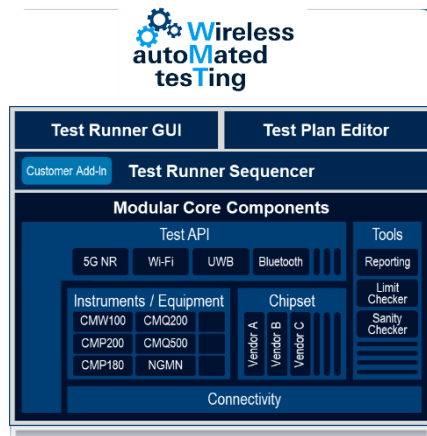 Wireless
autoMated
tesTing
Test Runner GUI
Test Plan Editor
Customer Add-In
Test Runner Sequencer
Modular Core Components
Test API
Tools
5G NR
Wi-Fi
UWB
Bluetooth
Reporting
Limit
Checker
Sanity
Checker
Instruments / Equipment
CMW100
CMQ200
CMP200
CMQ500
CMP180
NGMN
Chipset
Vendor A
Vendor B
Vendor C
Connectivity